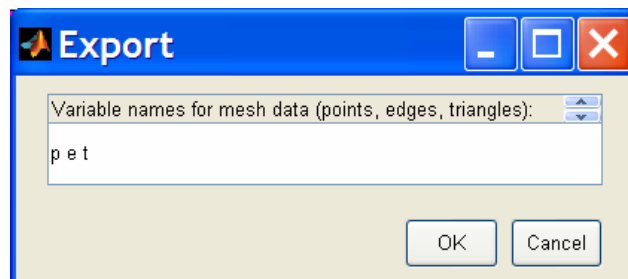 Export
Variable names for mesh data (points, edges, triangles):
p e t
OK Cancel